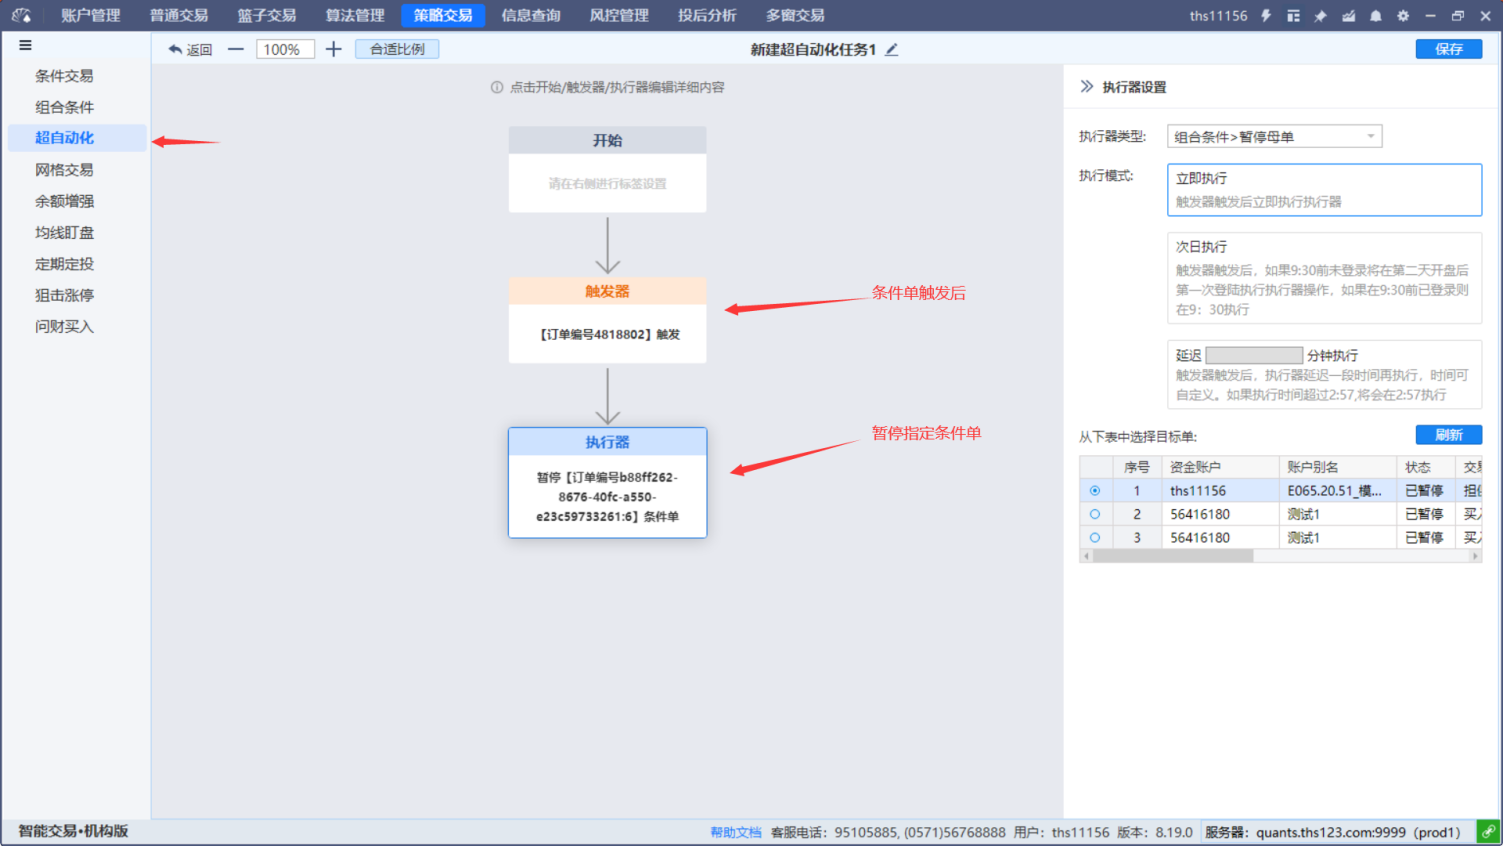 账户管理 普通交易 篮子交易 算法管理 策略交易 信息查询 风控管理 投后分析 多窗交易 ths11156
返回 100% 合适比例 新建超自动化任务1 保存
条件交易
组合条件
超自动化
网格交易
余额增强
均线盯盘
定期定投
狙击涨停
问财买入
点击开始/触发器/执行器编辑详细内容
开始
请在右侧进行标签设置
触发器
【订单编号4818802】触发
条件单触发后
执行器
暂停【订单编号b88ff262-
8676-40fc-a550-
e23c59733261:6】条件单
暂停指定条件单
执行器设置
执行器类型: 组合条件>暂停母单
执行模式: 立即执行
触发器触发后立即执行执行器
次日执行
触发器触发后，如果9:30前未登录将在第二天开盘后
第一次登陆执行执行器操作，如果在9:30前已登录则
在9：30执行
延迟 分钟执行
触发器触发后，执行器延迟一段时间再执行，时间可
自定义。如果执行时间超过2:57,将会在2:57执行
从下表中选择目标单: 刷新
序号 资金账户 账户别名 状态
1 ths11156 E065.20.51_模... 已暂停
2 56416180 测试1 已暂停 买
3 56416180 测试1 已暂停 买
智能交易•机构版 帮助文档 客服电话：95105885, (0571)56768888 用户：ths11156 版本：8.19.0 服务器：quants.ths123.com:9999（prod1）